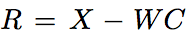 R = X − WC